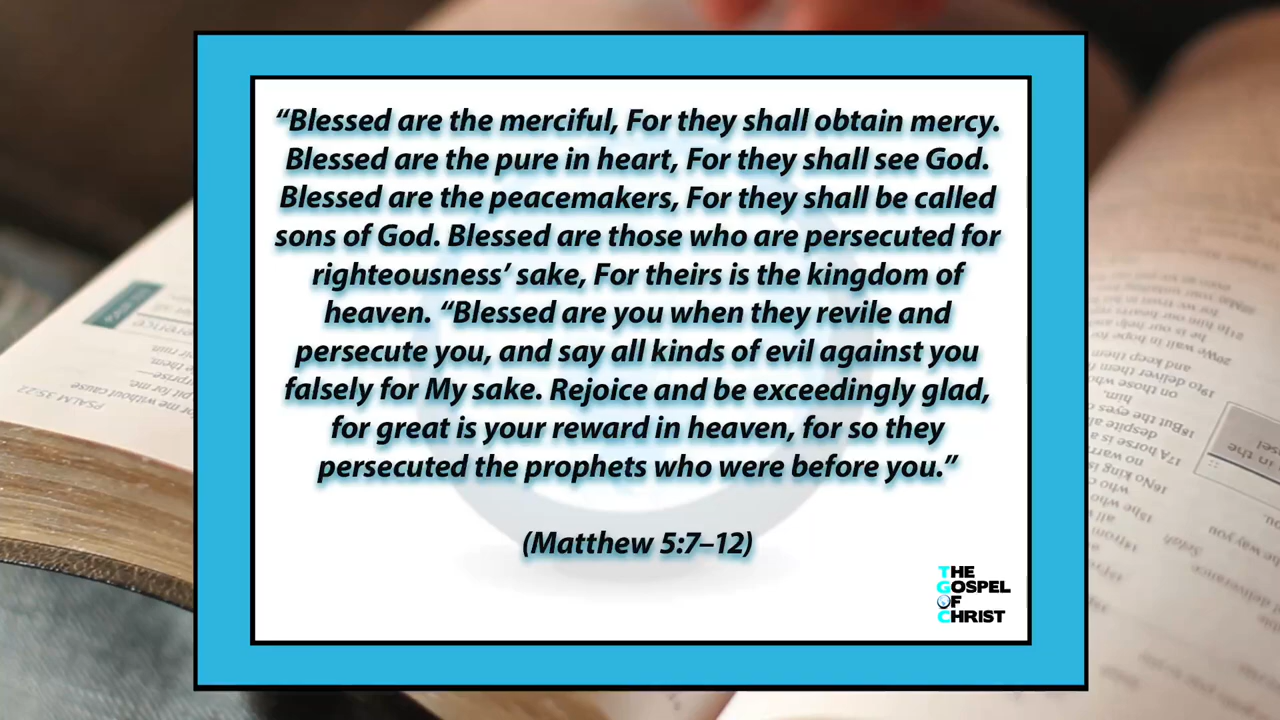 “Blessed are the merciful, For they shall obtain mercy.
Blessed are the pure in heart, For they shall see God.
Blessed are the peacemakers, For they shall be called
sons of God. Blessed are those who are persecuted for
righteousness’ sake, For theirs is the kingdom of
heaven. “Blessed are you when they revile and
persecute you, and say all kinds of evil against you
falsely for My sake. Rejoice and be exceedingly glad,
for great is your reward in heaven, for so they
persecuted the prophets who were before you.”
(Matthew 5:7–12)
THE
GOSPEL
OF
CHRIST
PSALM 35:22